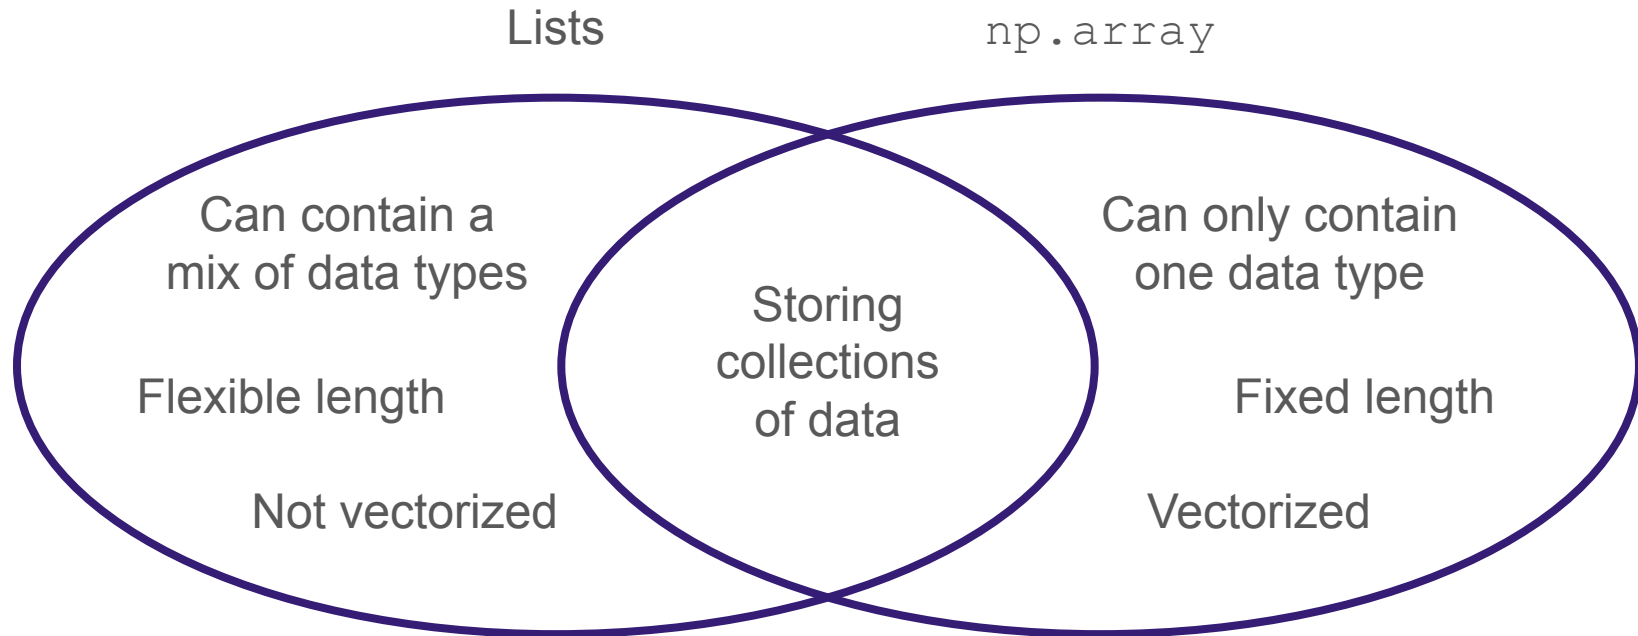 Lists
np.array
Can contain a
mix of data types
Flexible length
Not vectorized
Storing
collections
of data
Can only contain
one data type
Fixed length
Vectorized